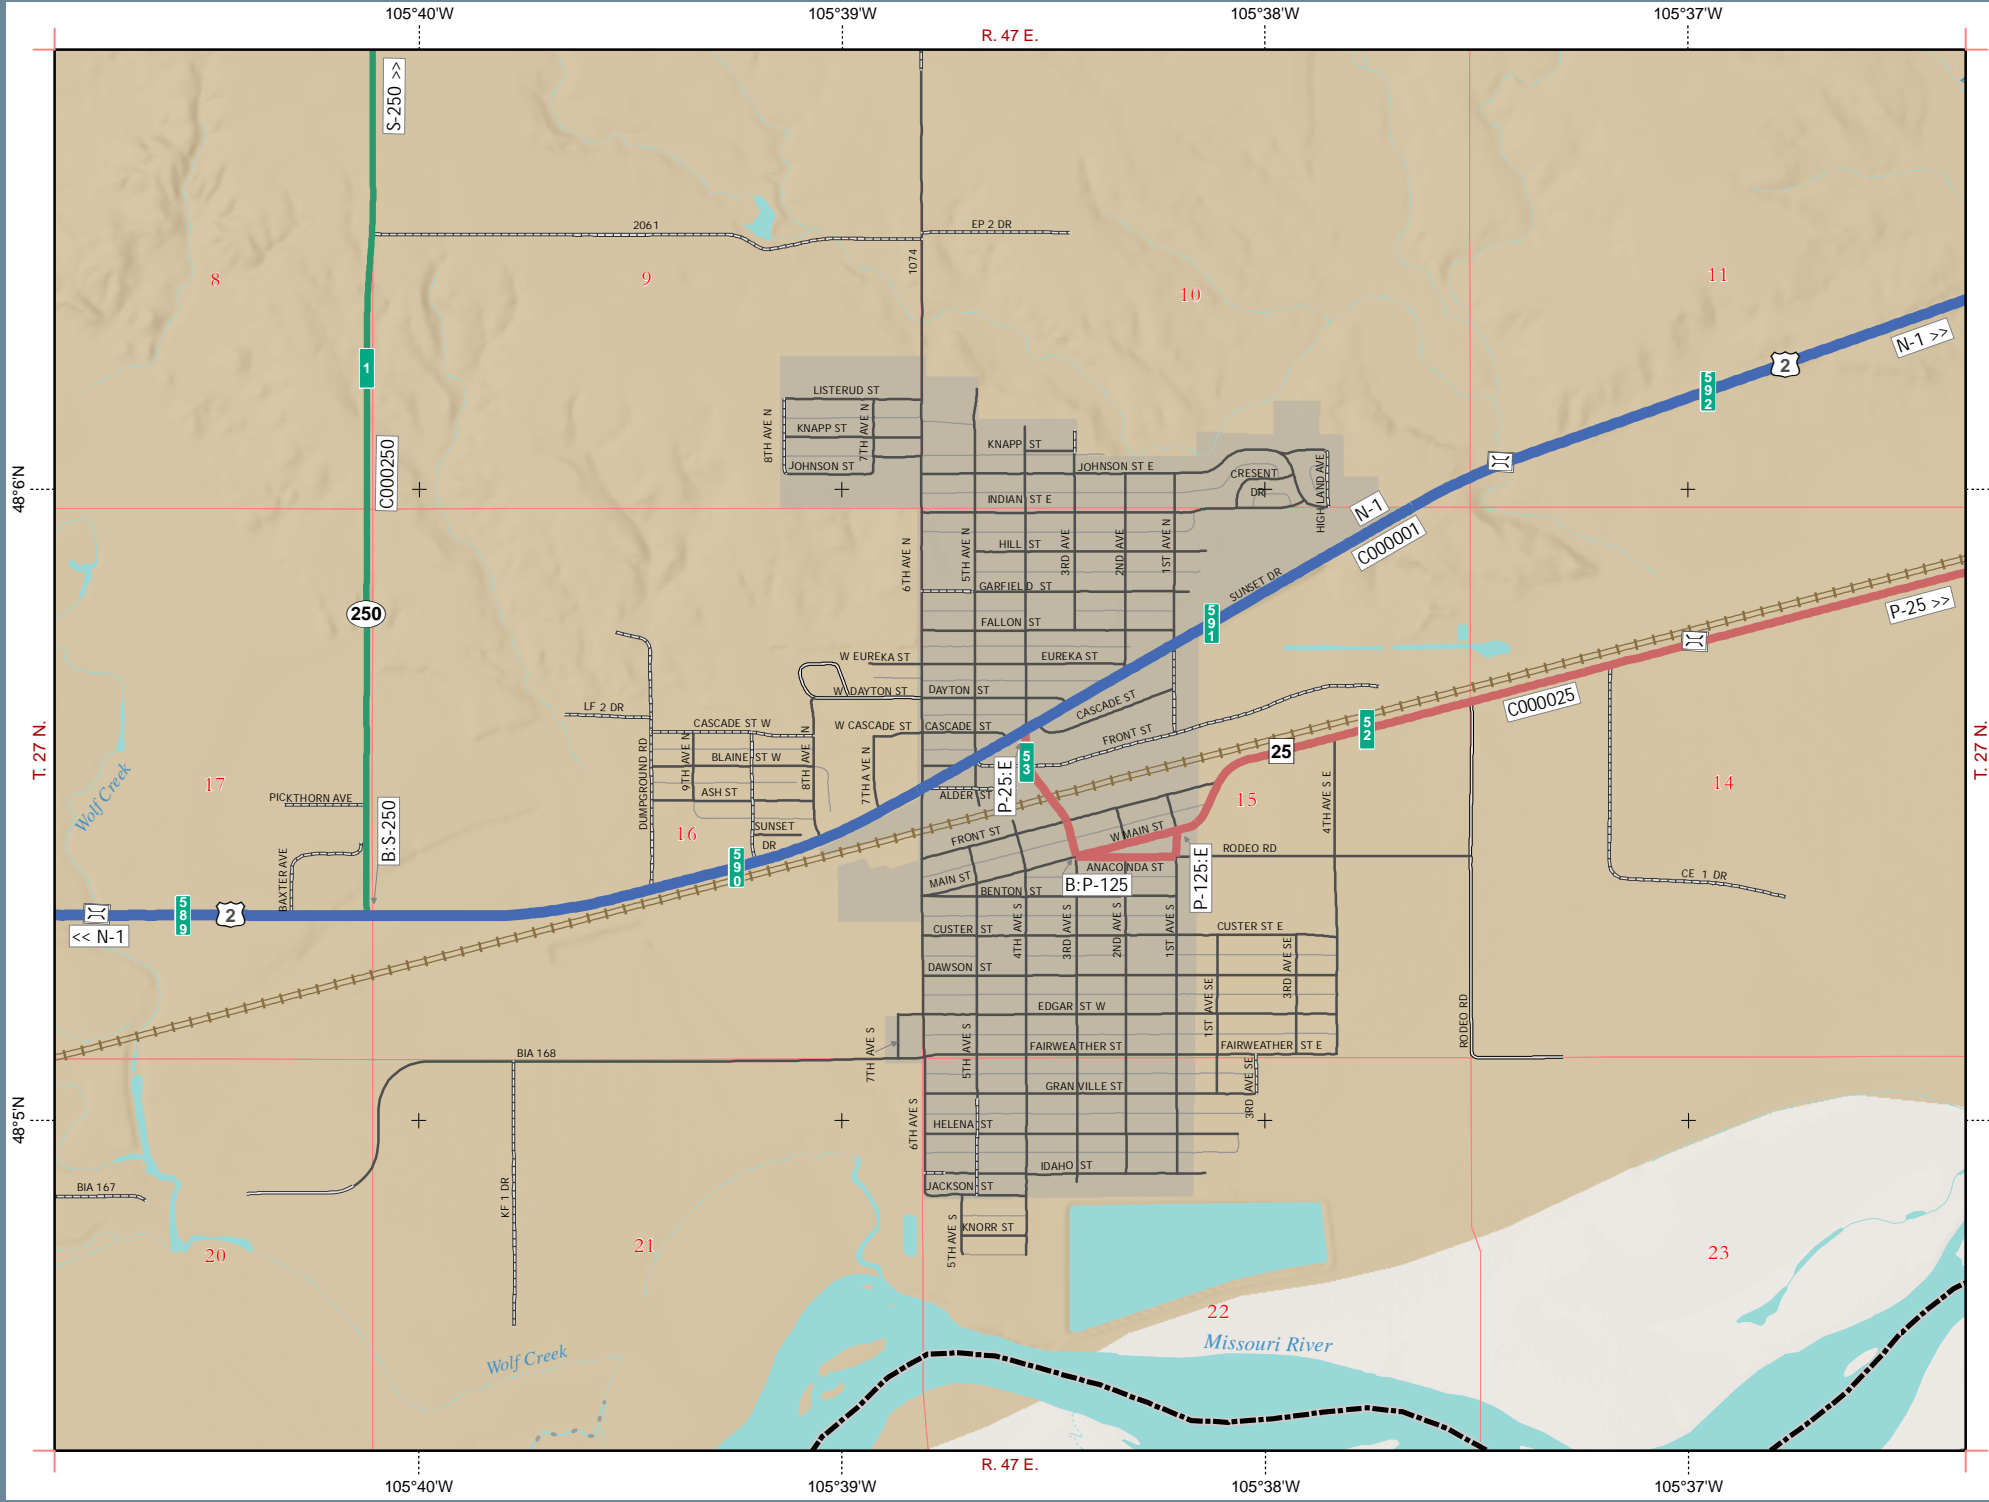 105°40'W
105°39'W
105°38'W
105°37'W
R. 47 E.
S-250 >>
2061
EP 2 DR
1074
8
9
10
11
N-1 >>
2
592
1
LISTERUD ST
8TH AVE N
7TH AVE N
KNAPP ST
KNAPP ST
JOHNSON ST
JOHNSON ST E
CRESENT
DR
HIGHLAND AVE
C000250
48°6'N
INDIAN ST E
N-1
C000001
HILL ST
6TH AVE N
5TH AVE N
3RD AVE
2ND AVE
1ST AVE N
GARFIELD ST
SUNSET DR
250
591
FALLON ST
P-25 >>
W EUREKA ST
EUREKA ST
W DAYTON ST
DAYTON ST
CASCADE ST
C000025
LF 2 DR
CASCADE ST W
W CASCADE ST
CASCADE ST
FRONT ST
52
T. 27 N.
T. 27 N.
DUMPGROUND RD
9TH AVE N
BLAINE ST W
8TH AVE N
7TH AVE N
53
25
P-25:E
17
PICKTHORN AVE
ASH ST
ALDER ST
15
14
Wolf Creek
16
SUNSET
DR
FRONT ST
W MAIN ST
4TH AVE S E
B:S-250
590
RODEO RD
BAXTER AVE
MAIN ST
ANACONDA ST
B:P-125
P-125:E
CE 1 DR
BENTON ST
589
2
<< N-1
CUSTER ST
4TH AVE S
3RD AVE S
2ND AVE S
1ST AVE S
CUSTER ST E
DAWSON ST
3RD AVE SE
EDGAR ST W
1ST AVE SE
RODEO RD
7TH AVE S
5TH AVE S
FAIRWEATHER ST
FAIRWEATHER ST E
BIA 168
GRANVILLE ST
3RD AVE SE
48°5'N
6TH AVE S
HELENA ST
IDAHO ST
BIA 167
KF 1 DR
JACKSON ST
5TH AVE S
KNORR ST
20
21
22
23
Missouri River
Wolf Creek
R. 47 E.
105°40'W
105°39'W
105°38'W
105°37'W